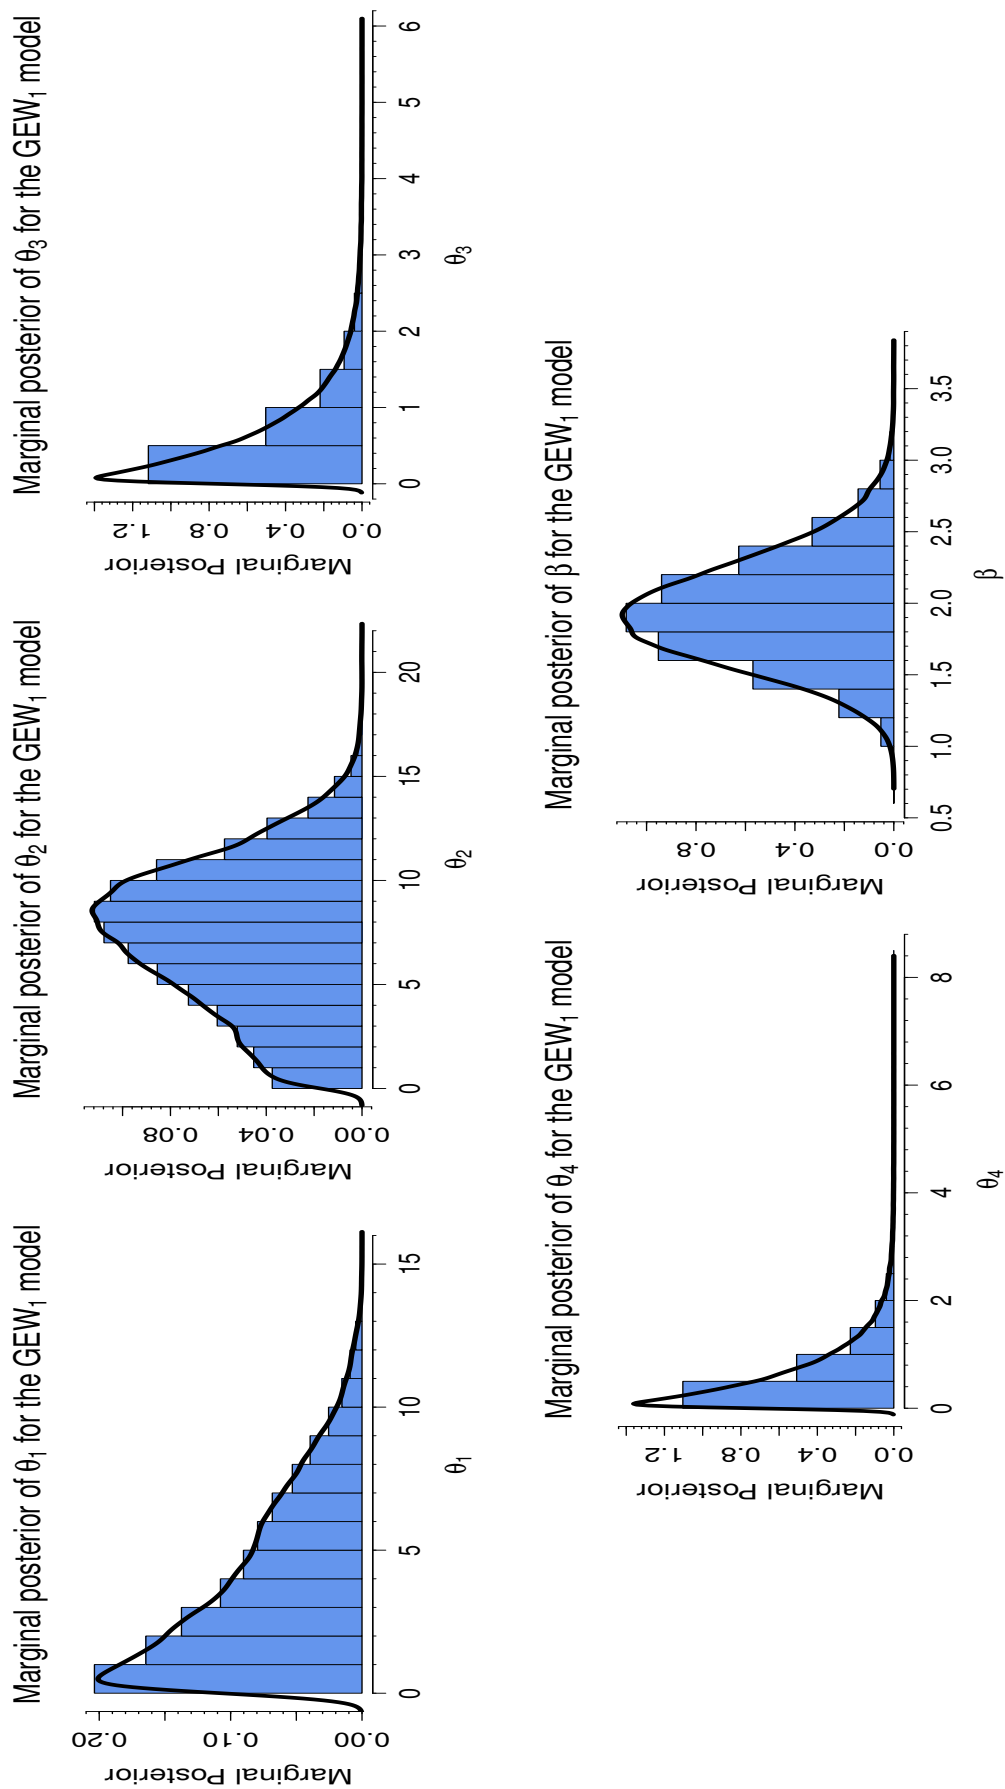 Marginal posterior of θ₁ for the GEW₁ model
Marginal Posterior
0.00 0.10 0.20
0 5 10 15
θ₁
Marginal posterior of θ₂ for the GEW₁ model
Marginal Posterior
0.00 0.04 0.08
0 5 10 15 20
θ₂
Marginal posterior of θ₃ for the GEW₁ model
Marginal Posterior
0.0 0.4 0.8 1.2
0 1 2 3 4 5 6
θ₃
Marginal posterior of θ₄ for the GEW₁ model
Marginal Posterior
0.0 0.4 0.8 1.2
0 2 4 6 8
θ₄
Marginal posterior of β for the GEW₁ model
Marginal Posterior
0.0 0.4 0.8
0.5 1.0 1.5 2.0 2.5 3.0 3.5
β